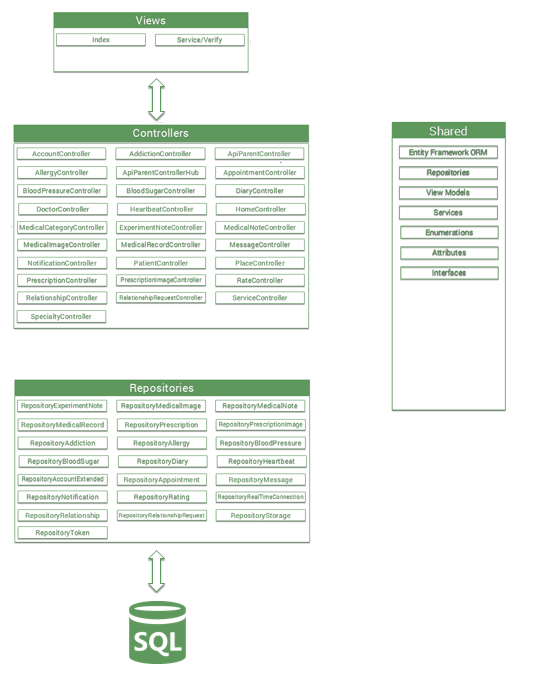 Views
Index
Service/Verify
Controllers
AccountController
AddictionController
ApiParentController
AllergyController
ApiParentControllerHub
AppointmentController
BloodPressureController
BloodSugarController
DiaryController
DoctorController
HeartbeatController
HomeController
MedicalCategoryController
ExperimentNoteController
MedicalNoteController
MedicalImageController
MedicalRecordController
MessageController
NotificationController
PatientController
PlaceController
PrescriptionController
PrescriptionImageController
RateController
RelationshipController
RelationshipRequestController
ServiceController
SpecialtyController
Shared
Entity Framework ORM
Repositories
View Models
Services
Enumerations
Attributes
Interfaces
Repositories
RepositoryExperimentNote
RepositoryMedicalImage
RepositoryMedicalNote
RepositoryMedicalRecord
RepositoryPrescription
RepositoryPrescriptionImage
RepositoryAddiction
RepositoryAllergy
RepositoryBloodPressure
RepositoryBloodSugar
RepositoryDiary
RepositoryHeartbeat
RepositoryAccountExtended
RepositoryAppointment
RepositoryMessage
RepositoryNotification
RepositoryRating
RepositoryRealTimeConnection
RepositoryRelationship
RepositoryRelationshipRequest
RepositoryStorage
RepositoryToken
SQL